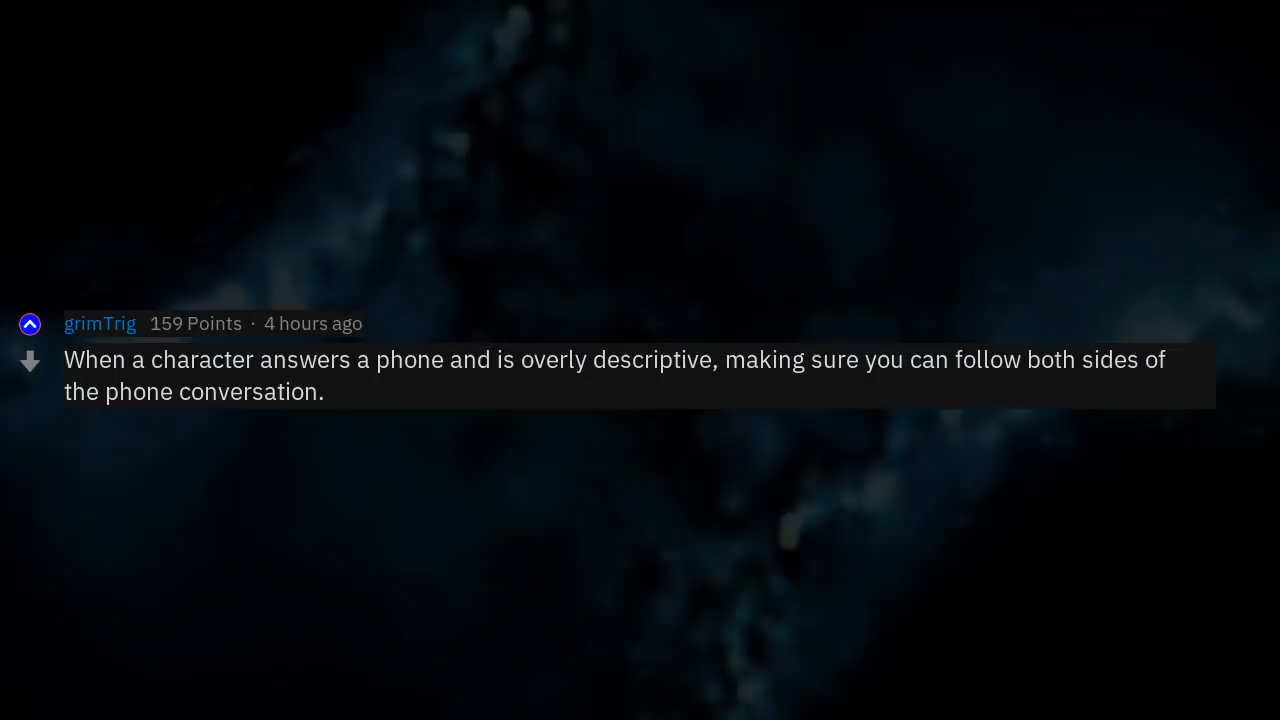 grimTrig 159 Points · 4 hours ago
When a character answers a phone and is overly descriptive, making sure you can follow both sides of
the phone conversation.